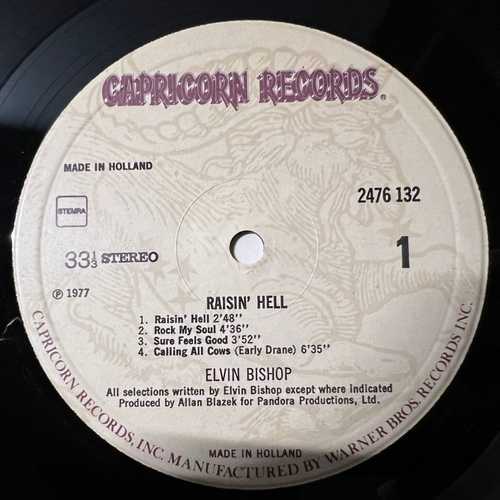 CAPRICORN RECORDS®
MADE IN HOLLAND
2476 132
STEMRA
33⅓ STEREO
1
℗ 1977
RAISIN' HELL
1. Raisin' Hell 2'48''
2. Rock My Soul 4'36''
3. Sure Feels Good 3'52''
4. Calling All Cows (Early Drane) 6'35''
ELVIN BISHOP
All selections written by Elvin Bishop except where indicated
Produced by Allan Blazek for Pandora Productions, Ltd.
MADE IN HOLLAND
CAPRICORN RECORDS, INC. MANUFACTURED BY WARNER BROS. RECORDS INC.